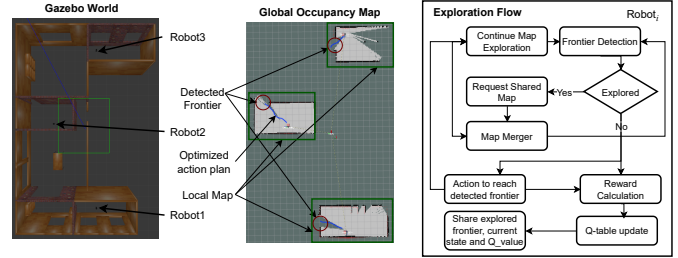 Gazebo World
Robot3
Robot2
Robot1
Global Occupancy Map
Detected
Frontier
Optimized
action plan
Local Map
Exploration Flow
Robot_i
Continue Map
Exploration
Frontier Detection
Request Shared
Map
Yes
Explored
Map Merger
No
Action to reach
detected frontier
Reward
Calculation
Share explored
frontier, current
state and Q_value
Q-table update